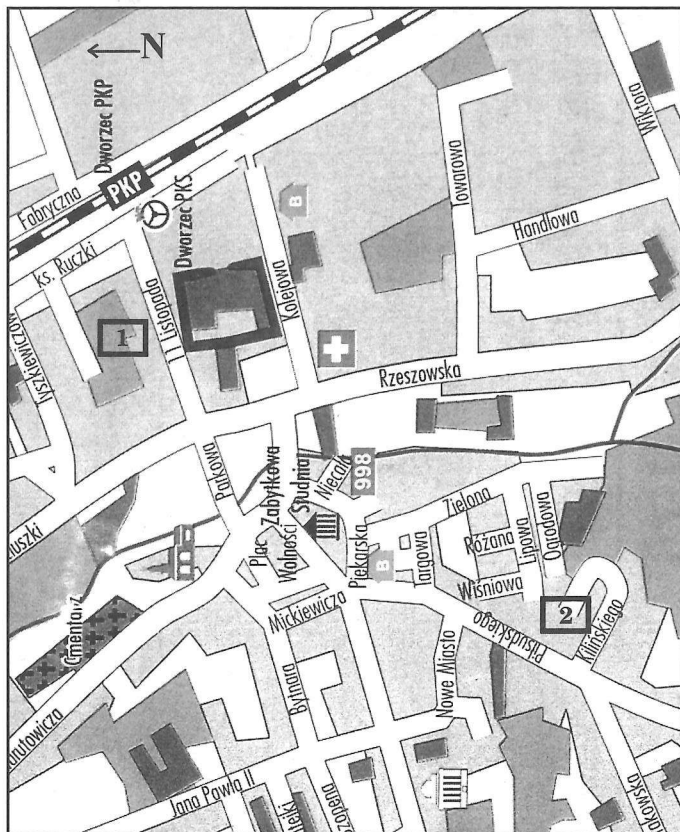 N
Dworzec PKP
PKP
Fabryczna
ks. Ruczki
Dworzec PKS
11 Listopada
1
Kolejowa
B
Towarowa
Wiktora
Handlowa
Rzeszowska
Parkowa
Zabytkowa
Studnia
Plac
Wolności
998
Zielona
Piekarska
B
Targowa
Różana
Lipowa
Ogrodowa
Wiśniowa
2
Kilińskiego
Piłsudskiego
Mickiewicza
Nowe Miasto
Bytnara
Cmentarz
Jana Pawła II